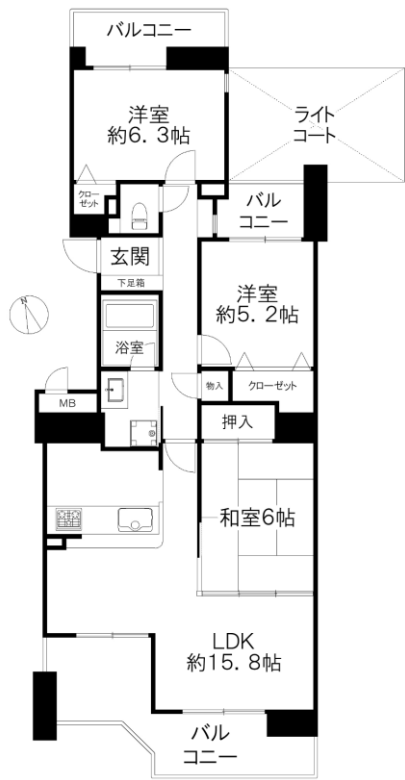 バルコニー
洋室
約6.3帖
ライト
コート
クロー
ゼット
バル
コニー
玄関
下足箱
洋室
約5.2帖
N
浴室
物入
クローゼット
MB
押入
和室6帖
LDK
約15.8帖
バル
コニー